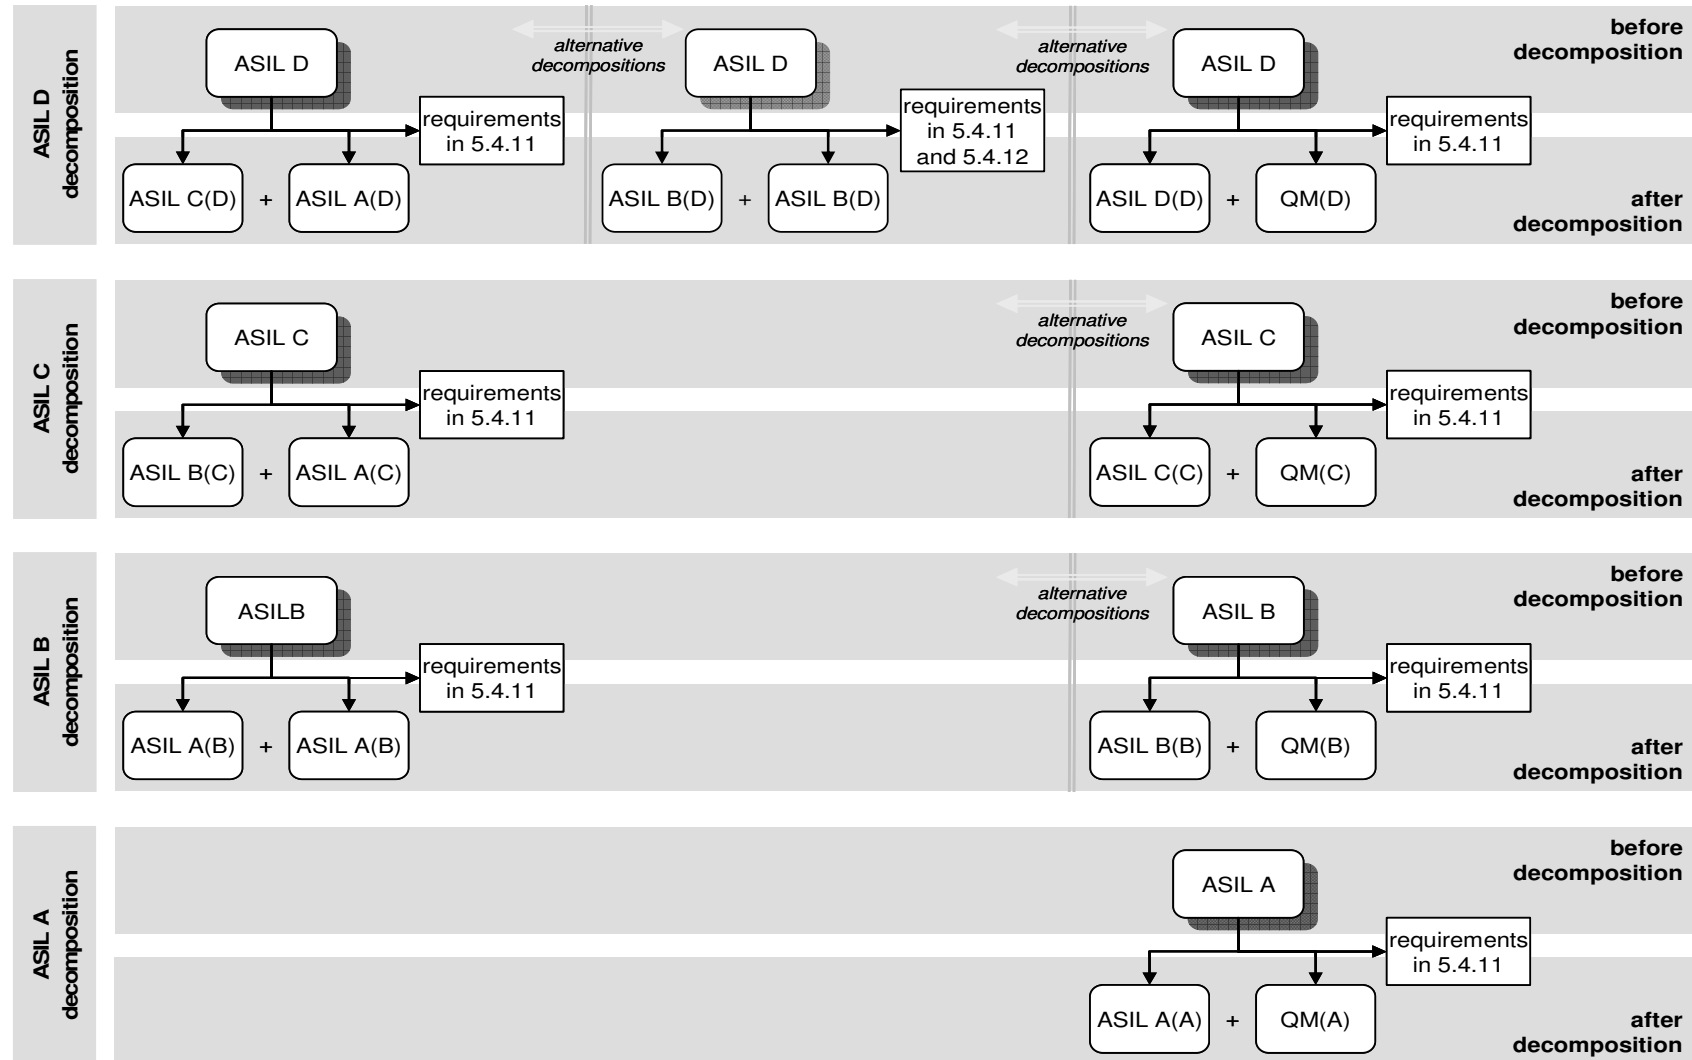 ASIL D
decomposition
ASIL D
alternative
decompositions
ASIL D
alternative
decompositions
ASIL D
before
decomposition
requirements
in 5.4.11
requirements
in 5.4.11
and 5.4.12
requirements
in 5.4.11
ASIL C(D) + ASIL A(D)
ASIL B(D) + ASIL B(D)
ASIL D(D) + QM(D)
after
decomposition
ASIL C
decomposition
ASIL C
alternative
decompositions
ASIL C
before
decomposition
requirements
in 5.4.11
requirements
in 5.4.11
ASIL B(C) + ASIL A(C)
ASIL C(C) + QM(C)
after
decomposition
ASIL B
decomposition
ASILB
alternative
decompositions
ASIL B
before
decomposition
requirements
in 5.4.11
requirements
in 5.4.11
ASIL A(B) + ASIL A(B)
ASIL B(B) + QM(B)
after
decomposition
ASIL A
decomposition
ASIL A
before
decomposition
requirements
in 5.4.11
ASIL A(A) + QM(A)
after
decomposition